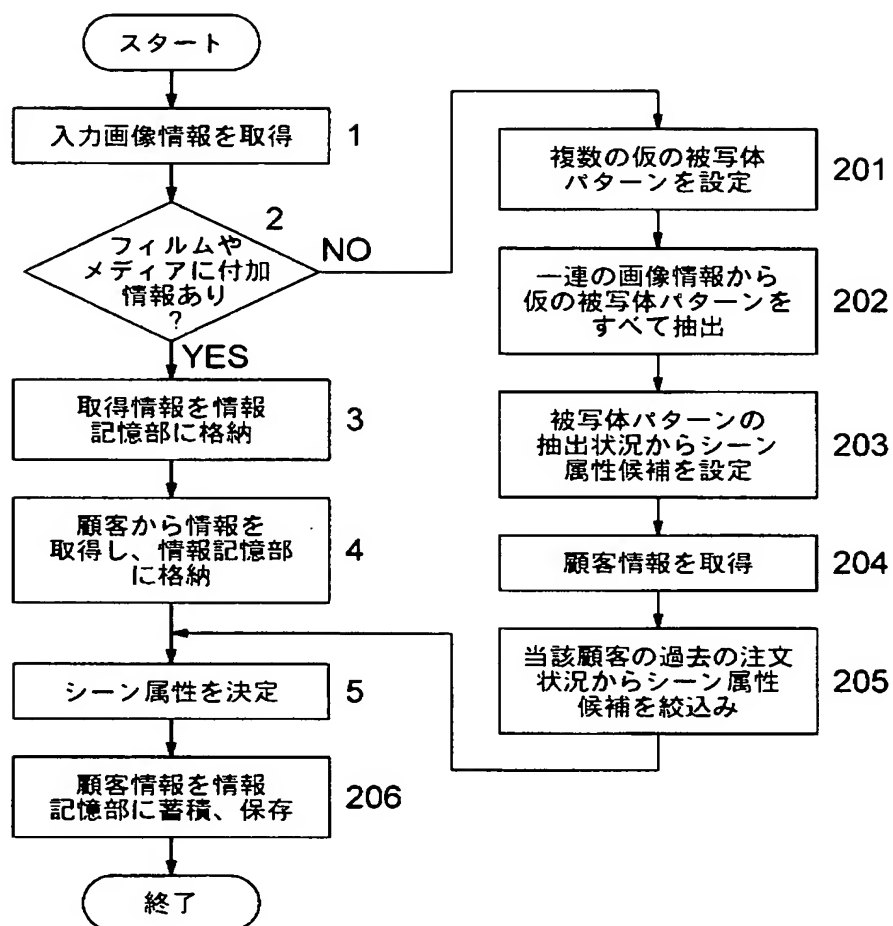 スタート
入力画像情報を取得
1
2
フィルムや
メディアに付加
情報あり
?
NO
YES
取得情報を情報
記憶部に格納
3
顧客から情報を
取得し、情報記憶部
に格納
4
シーン属性を決定
5
顧客情報を情報
記憶部に蓄積、保存
206
終了
複数の仮の被写体
パターンを設定
201
一連の画像情報から
仮の被写体パターンを
すべて抽出
202
被写体パターンの
抽出状況からシーン
属性候補を設定
203
顧客情報を取得
204
当該顧客の過去の注文
状況からシーン属性
候補を絞込み
205